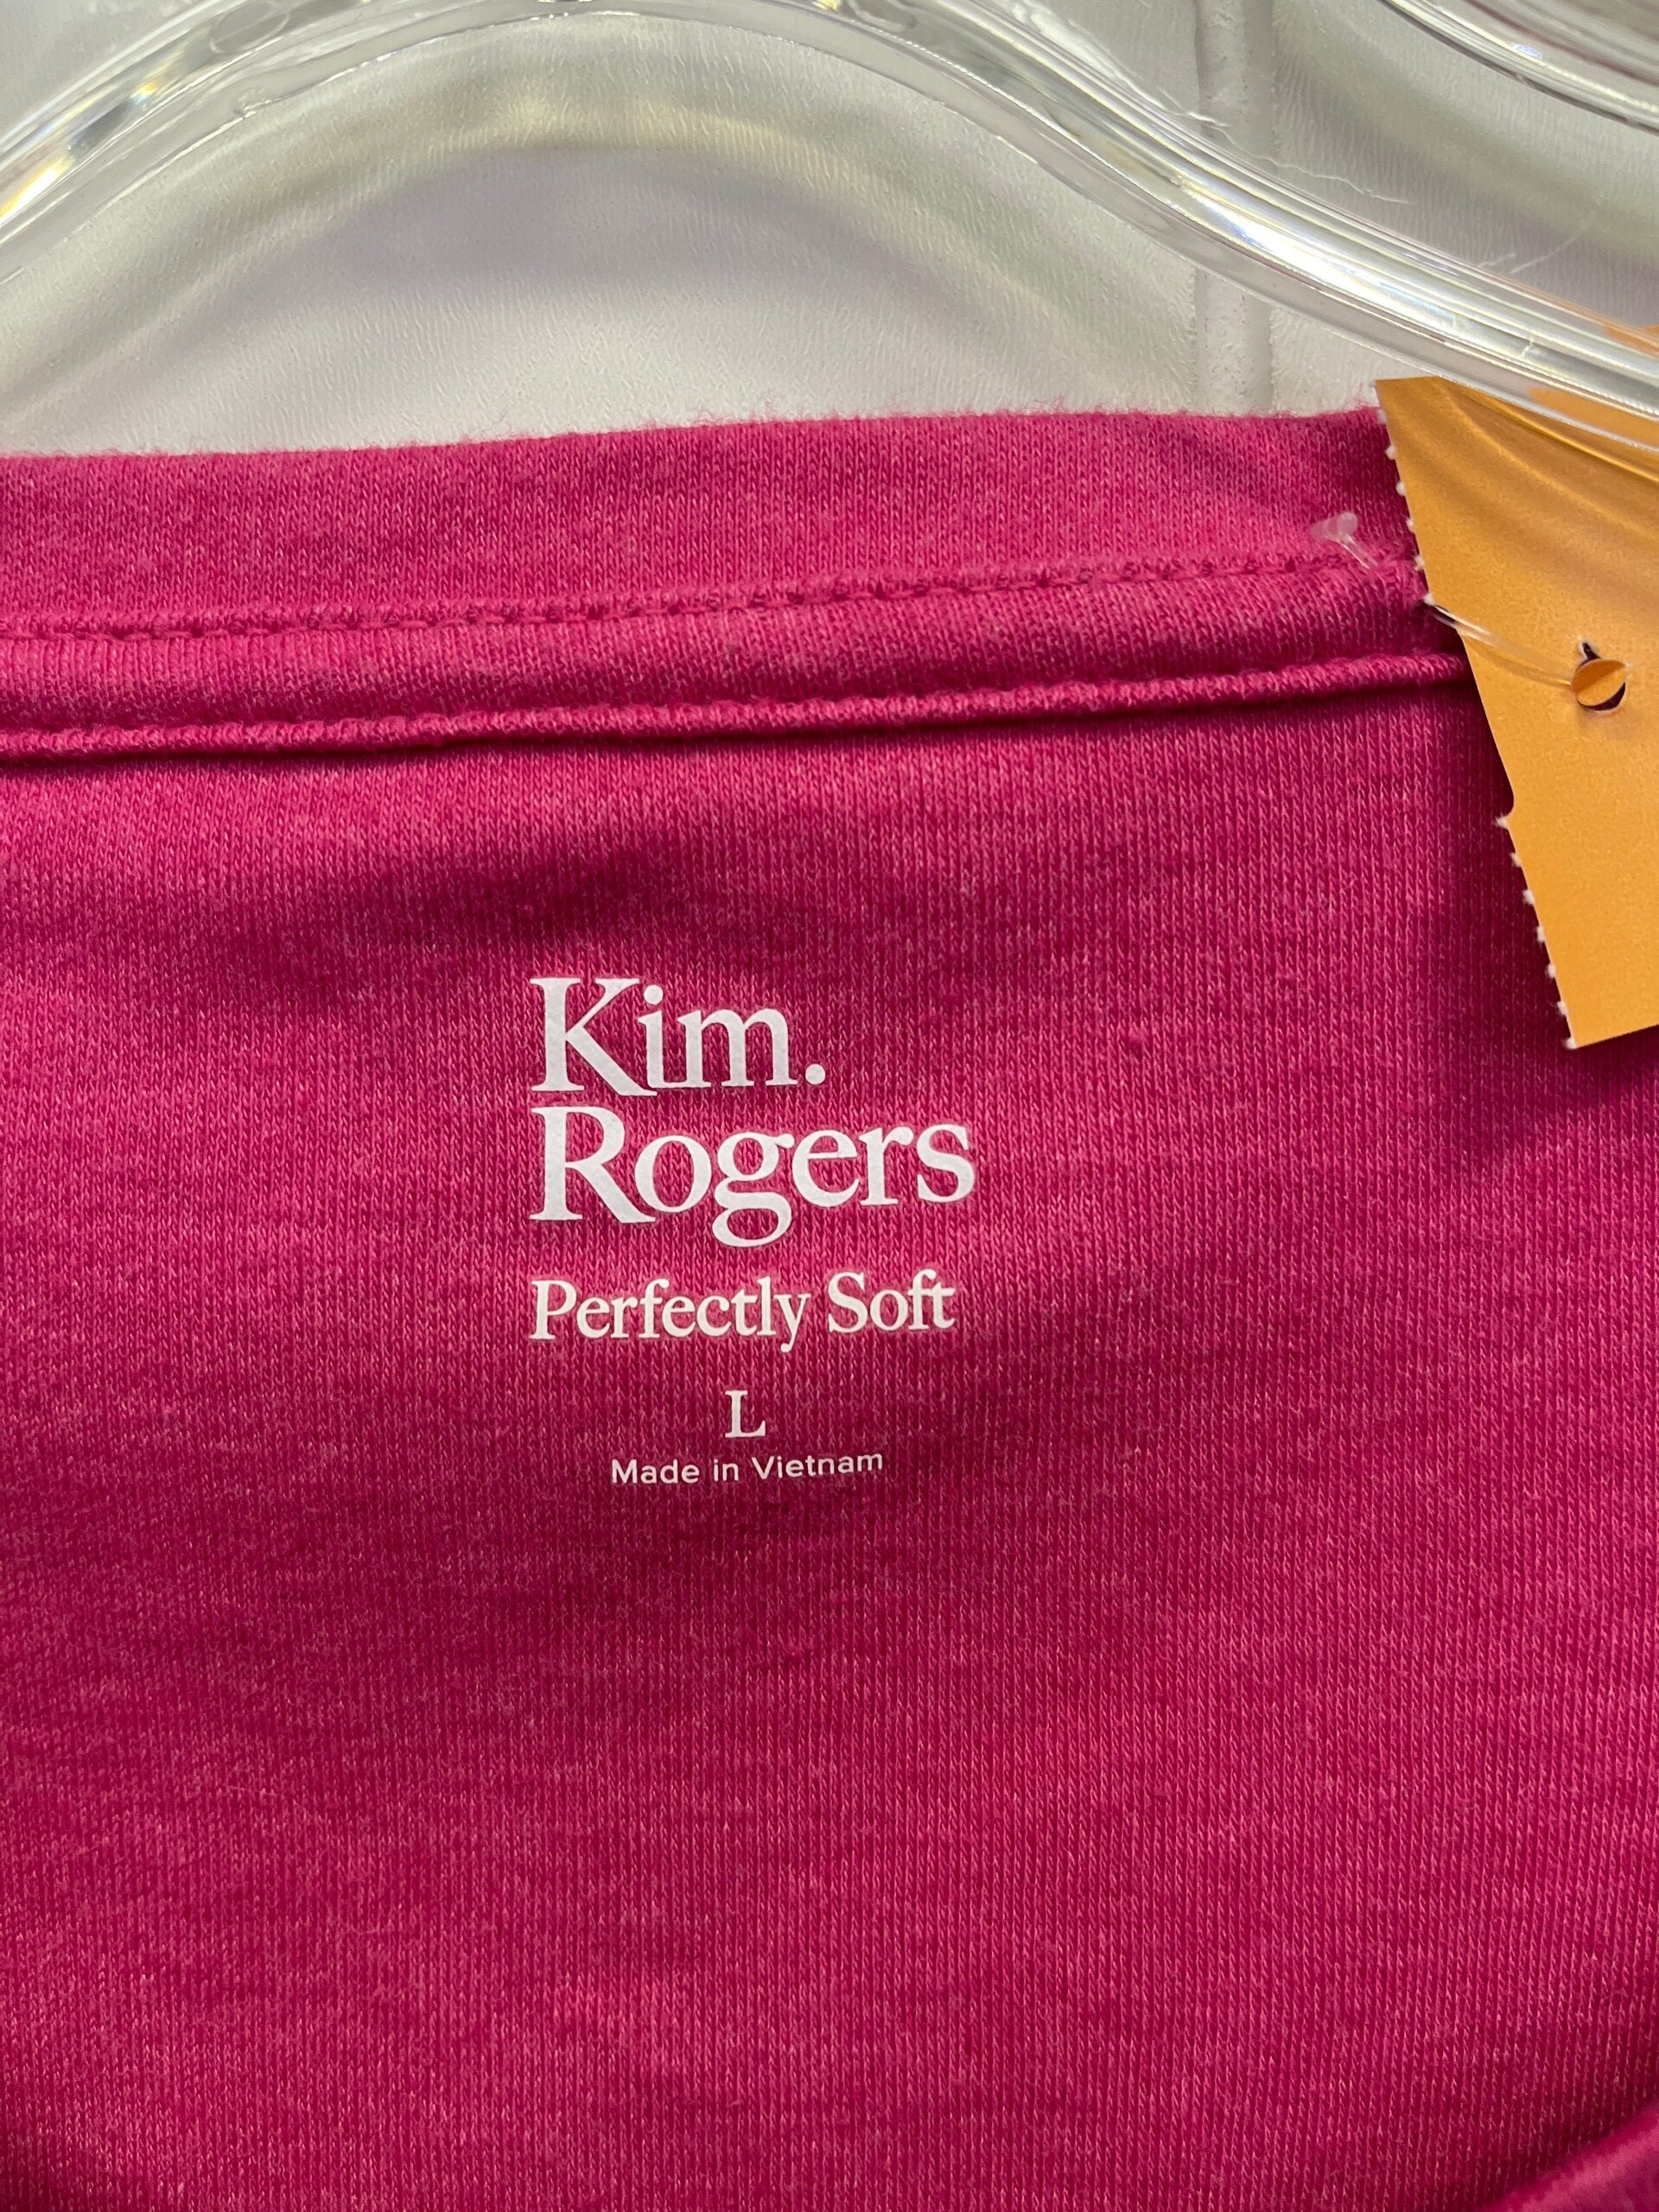 Kim.
Rogers
Perfectly Soft
L
Made in Vietnam